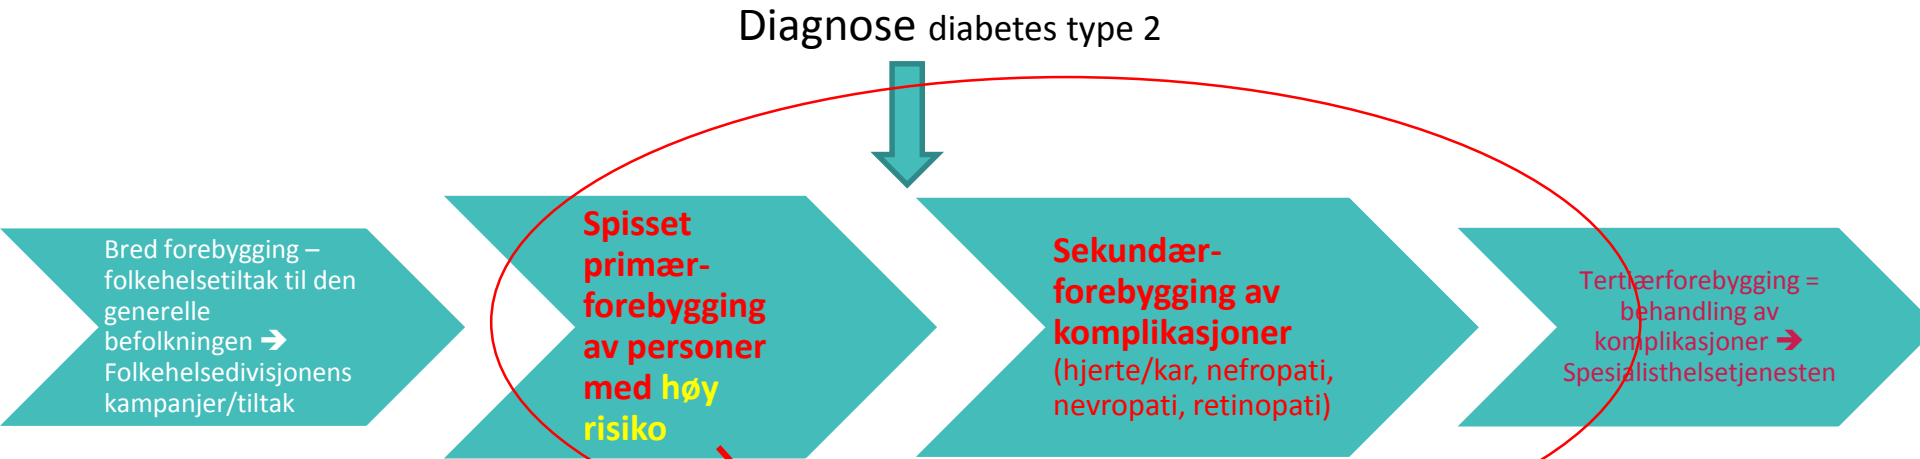 Diagnose diabetes type 2
Bred forebygging –
folkehelsetiltak til den
generelle
befolkningen ➔
Folkehelsedivisjonens
kampanjer/tiltak
Spisset
primær-
forebygging
av personer
med høy
risiko
Sekundær-
forebygging av
komplikasjoner
(hjerte/kar, nefropati,
nevropati, retinopati)
Tertiærforebygging =
behandling av
komplikasjoner ➔
Spesialisthelsetjenesten